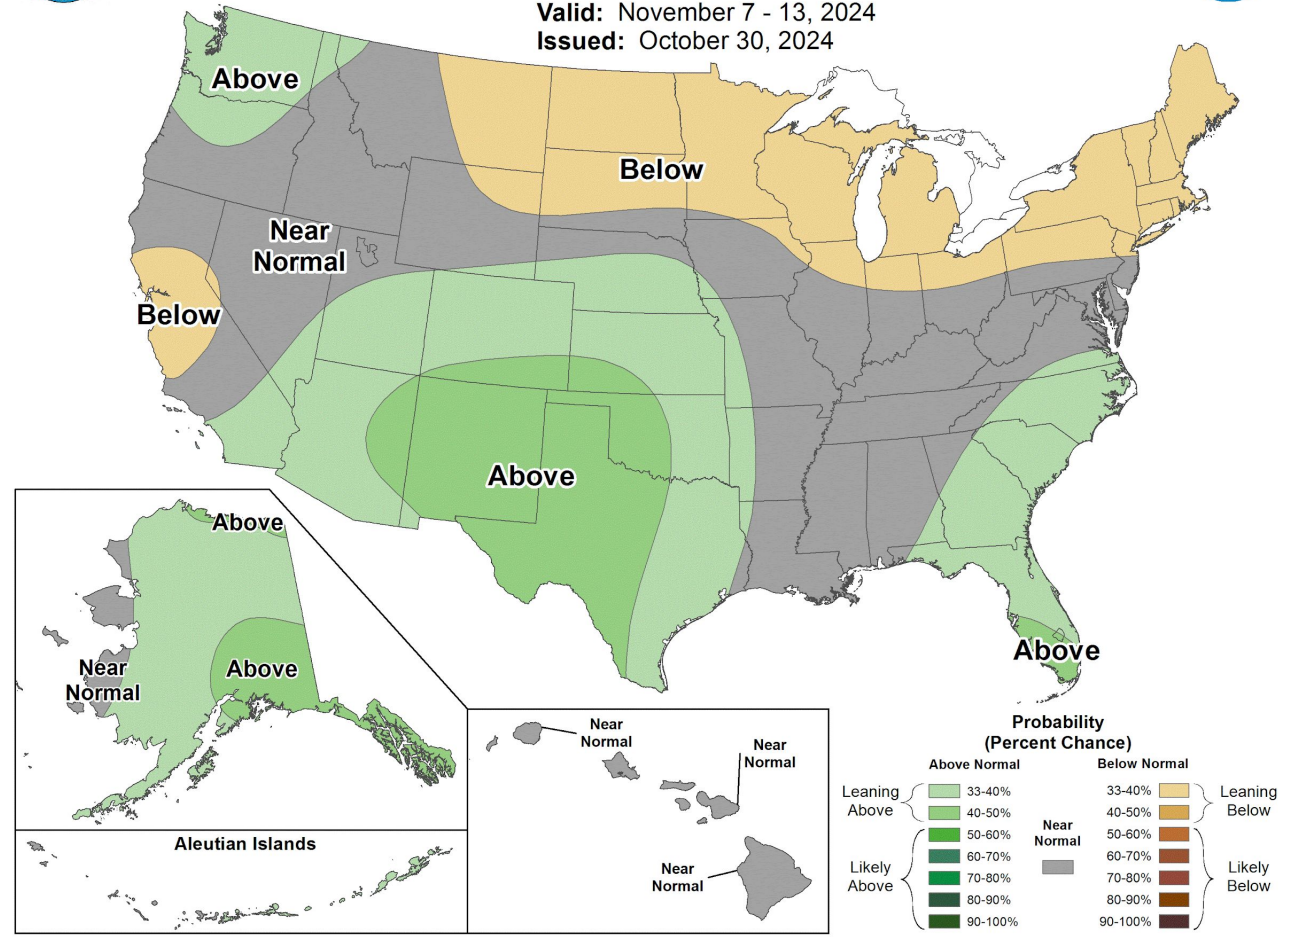 Valid: November 7 - 13, 2024
Issued: October 30, 2024
Above
Below
Near
Normal
Below
Above
Above
Above
Above
Near
Normal
Aleutian Islands
Near
Normal
Near
Normal
Near
Normal
Probability
(Percent Chance)
Above Normal
Below Normal
Leaning
Above
33-40%
40-50%
Likely
Above
50-60%
60-70%
70-80%
80-90%
90-100%
Near
Normal
33-40%
40-50%
Leaning
Below
50-60%
60-70%
70-80%
80-90%
90-100%
Likely
Below